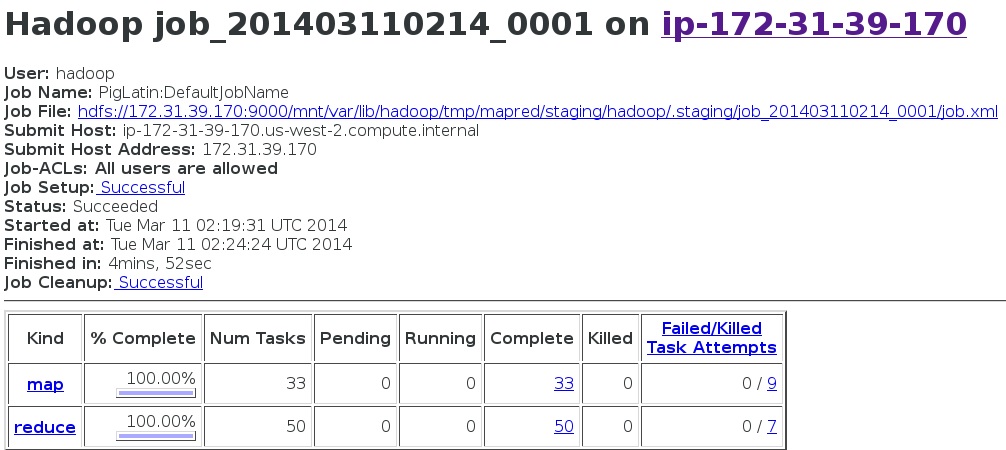 Hadoop job_201403110214_0001 on ip-172-31-39-170
User: hadoop
Job Name: PigLatin:DefaultJobName
Job File: hdfs://172.31.39.170:9000/mnt/var/lib/hadoop/tmp/mapred/staging/hadoop/.staging/job_201403110214_0001/job.xml
Submit Host: ip-172-31-39-170.us-west-2.compute.internal
Submit Host Address: 172.31.39.170
Job-ACLs: All users are allowed
Job Setup: Successful
Status: Succeeded
Started at: Tue Mar 11 02:19:31 UTC 2014
Finished at: Tue Mar 11 02:24:24 UTC 2014
Finished in: 4mins, 52sec
Job Cleanup: Successful
Kind % Complete Num Tasks Pending Running Complete Killed Failed/Killed
Task Attempts
map 100.00% 33 0 0 33 0 0 / 9
reduce 100.00% 50 0 0 50 0 0 / 7